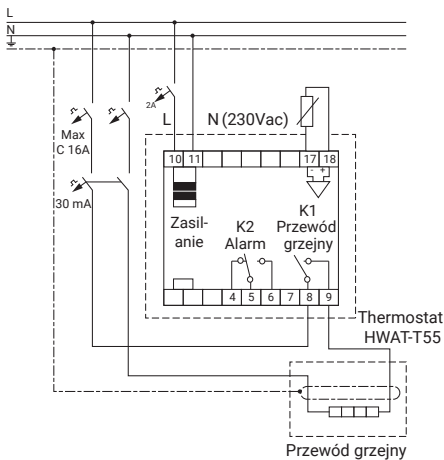 L
N
2A
L N (230Vac)
Max
C 16A
10 11 17 18
- +
30 mA
Zasil-
anie
K2
Alarm
K1
Przewód
grzejny
4 5 6 7 8 9
Thermostat
HWAT-T55
Przewód grzejny